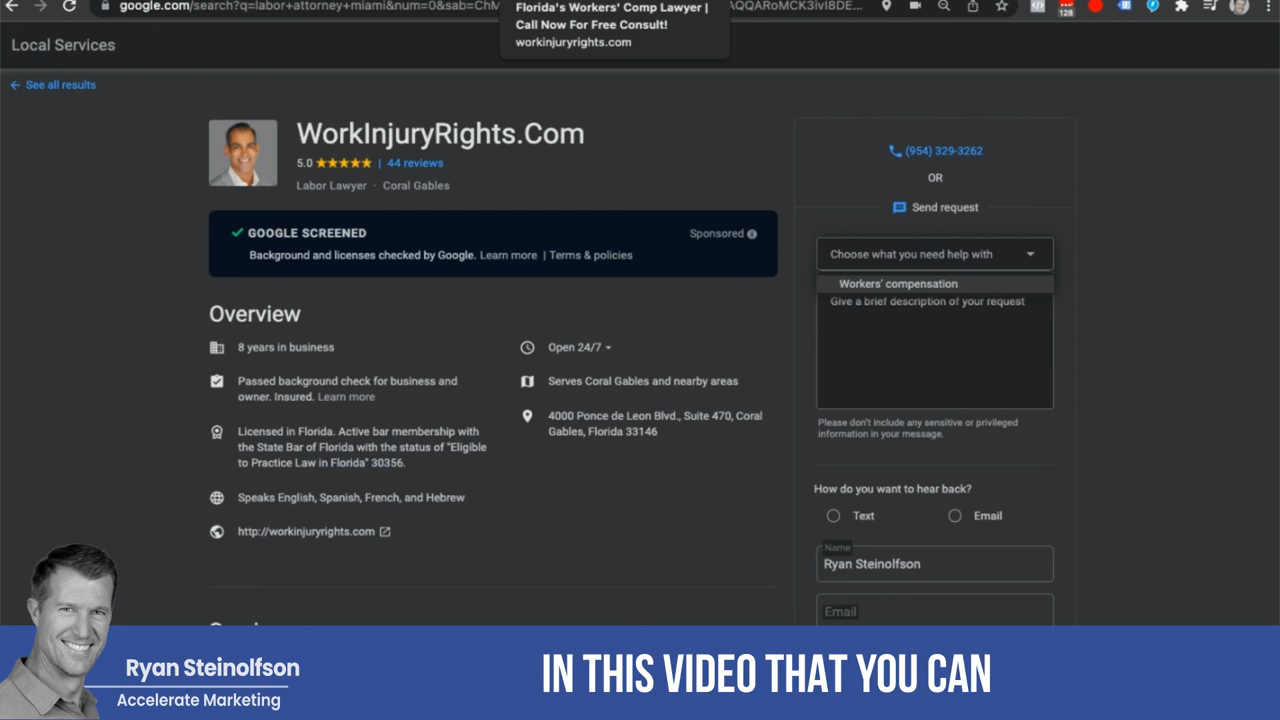 google.com/search?q=labor+attorney+miami&num=0&sab=ChM
AQQARoMCK3ivI8DE...
128
Florida's Workers' Comp Lawyer |
Call Now For Free Consult!
workinjuryrights.com
Local Services
See all results
WorkInjuryRights.Com
5.0 | 44 reviews
Labor Lawyer · Coral Gables
GOOGLE SCREENED
Sponsored
Background and licenses checked by Google. Learn more | Terms & policies
Overview
8 years in business
Passed background check for business and
owner. Insured. Learn more
Licensed in Florida. Active bar membership with
the State Bar of Florida with the status of "Eligible
to Practice Law in Florida" 30356.
Speaks English, Spanish, French, and Hebrew
http://workinjuryrights.com
Open 24/7
Serves Coral Gables and nearby areas
4000 Ponce de Leon Blvd., Suite 470, Coral
Gables, Florida 33146
(954) 329-3262
OR
Send request
Choose what you need help with
Workers' compensation
Give a brief description of your request
Please don't include any sensitive or privileged
information in your message.
How do you want to hear back?
Text
Email
Name
Ryan Steinolfson
Email
Ryan Steinolfson
Accelerate Marketing
IN THIS VIDEO THAT YOU CAN